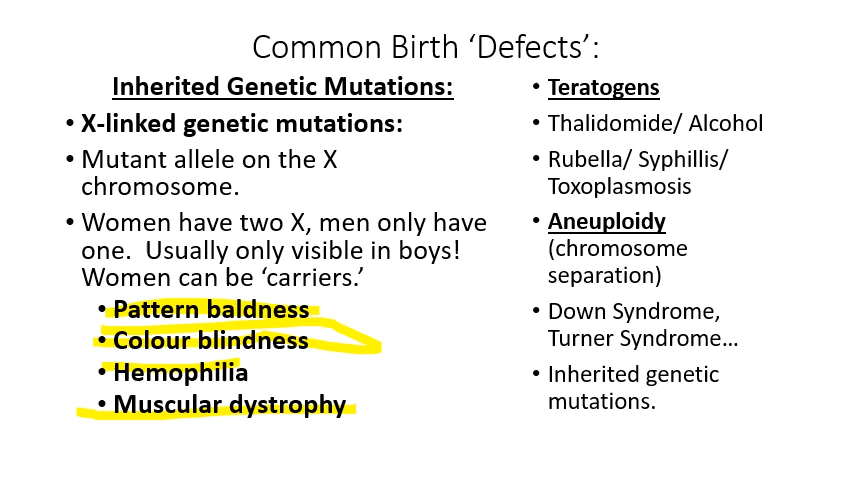 Common Birth ‘Defects’:
Inherited Genetic Mutations:
• X-linked genetic mutations:
• Mutant allele on the X
chromosome.
• Women have two X, men only have
one.  Usually only visible in boys!
Women can be ‘carriers.’
• Pattern baldness
• Colour blindness
• Hemophilia
• Muscular dystrophy
• Teratogens
• Thalidomide/ Alcohol
• Rubella/ Syphillis/
Toxoplasmosis
• Aneuploidy
(chromosome
separation)
• Down Syndrome,
Turner Syndrome…
• Inherited genetic
mutations.